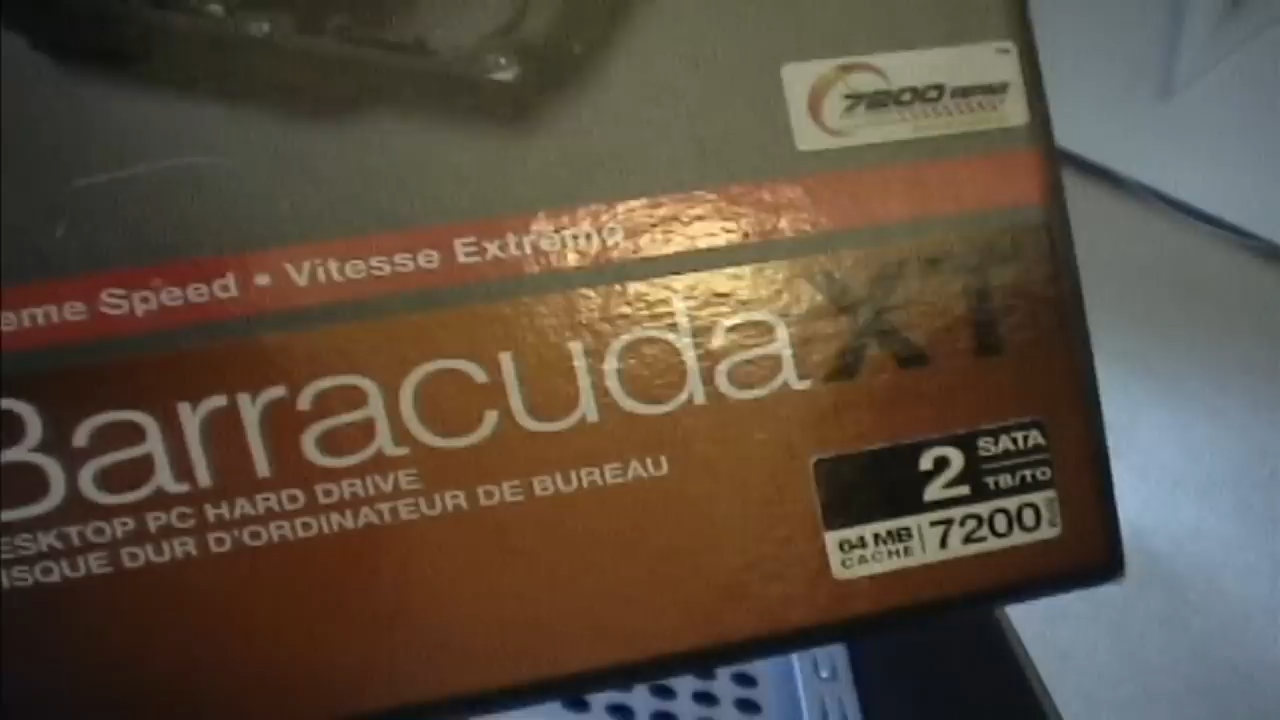 7200 RPM
eme Speed • Vitesse Extreme
Barracuda XT
ESKTOP PC HARD DRIVE
ISQUE DUR D'ORDINATEUR DE BUREAU
2 SATA
TB/TO
64 MB
CACHE
7200